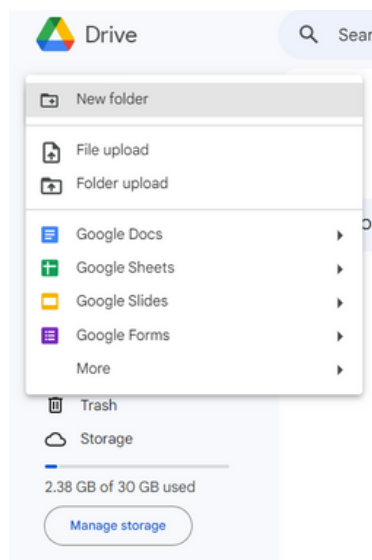 Drive
Sear
New folder
File upload
Folder upload
Google Docs
Google Sheets
Google Slides
Google Forms
More
Trash
Storage
2.38 GB of 30 GB used
Manage storage